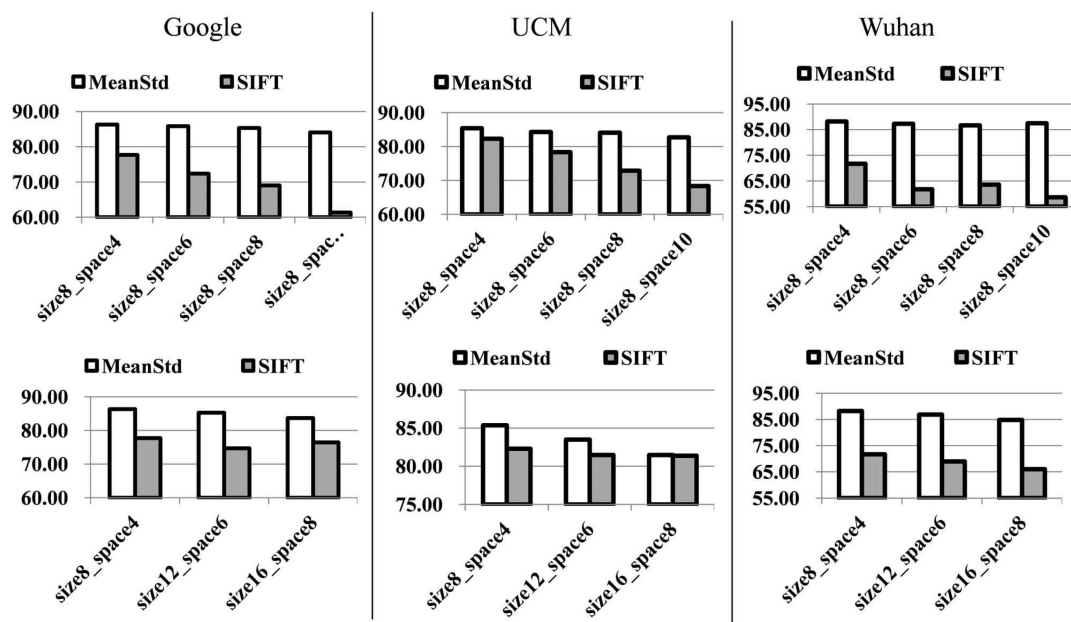 Google
MeanStd SIFT
90.00
80.00
70.00
60.00
size8_space4
size8_space6
size8_space8
size8_spac…
MeanStd SIFT
90.00
80.00
70.00
60.00
size8_space4
size12_space6
size16_space8
UCM
MeanStd SIFT
90.00
80.00
70.00
60.00
size8_space4
size8_space6
size8_space8
size8_space10
MeanStd SIFT
90.00
85.00
80.00
75.00
size8_space4
size12_space6
size16_space8
Wuhan
MeanStd SIFT
95.00
85.00
75.00
65.00
55.00
size8_space4
size8_space6
size8_space8
size8_space10
MeanStd SIFT
95.00
85.00
75.00
65.00
55.00
size8_space4
size12_space6
size16_space8